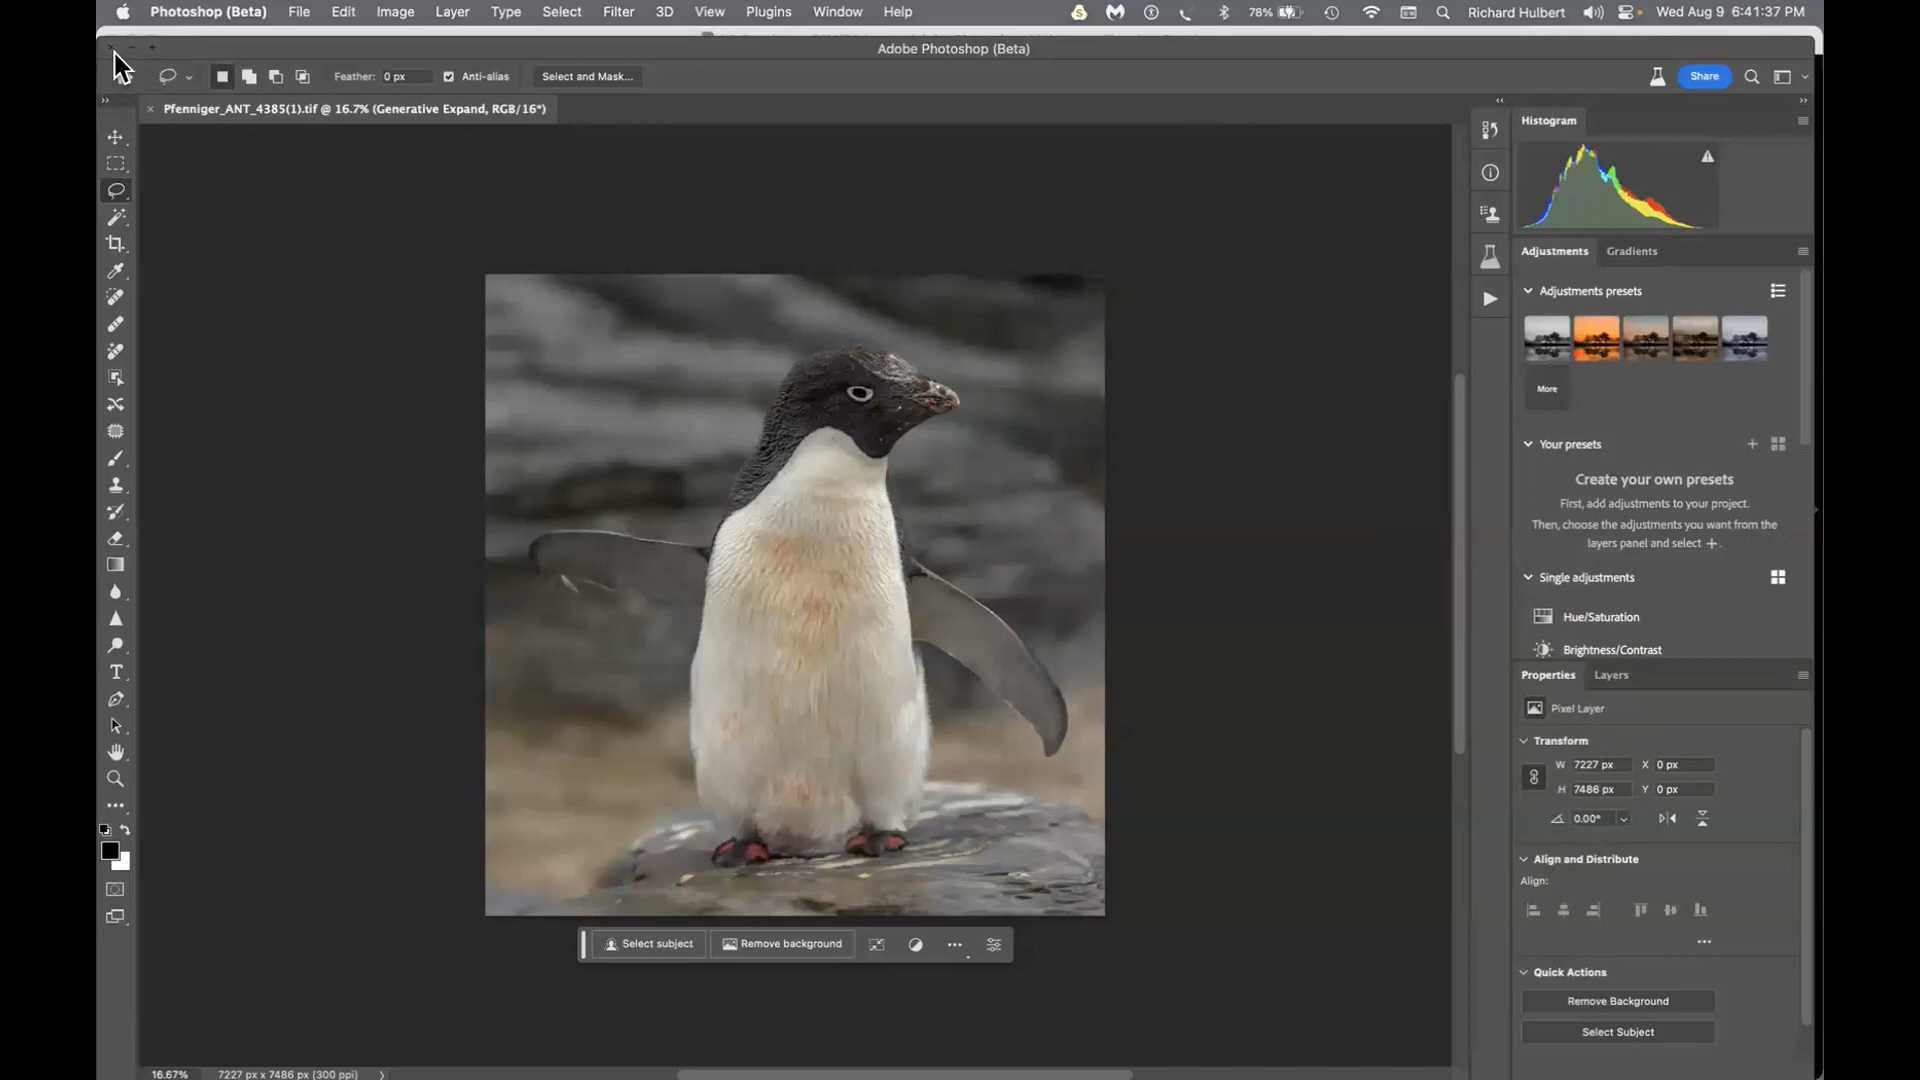 Photoshop (Beta) File Edit Image Layer Type Select Filter 3D View Plugins Window Help 78% Richard Hulbert Wed Aug 9 6:41:37 PM
Adobe Photoshop (Beta)
Feather: 0 px Anti-alias Select and Mask... Share
Pfenniger_ANT_4385(1).tif @ 16.7% (Generative Expand, RGB/16*)
Histogram
Adjustments Gradients
Adjustments presets
More
Your presets
Create your own presets
First, add adjustments to your project.
Then, choose the adjustments you want from the
layers panel and select +.
Single adjustments
Hue/Saturation
Brightness/Contrast
Properties Layers
Pixel Layer
Transform
W 7227 px X 0 px
H 7486 px Y 0 px
0.00°
Align and Distribute
Align:
Select subject Remove background
Quick Actions
Remove Background
Select Subject
16.67% 7227 px x 7486 px (300 ppi)